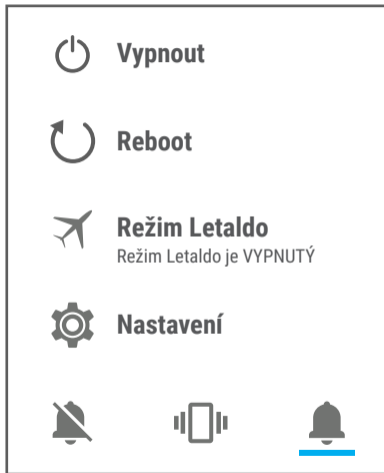 Vypnout
Reboot
Režim Letaldo
Režim Letaldo je VYPNUTÝ
Nastavení